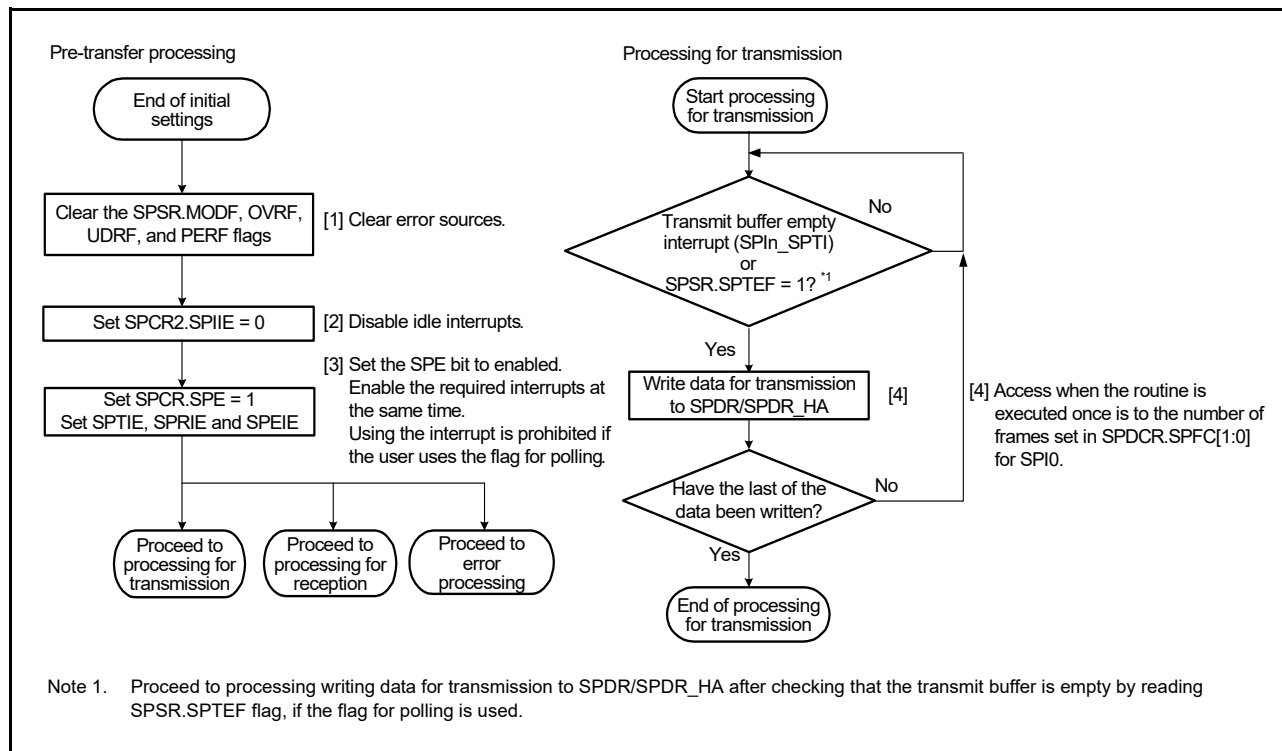 Pre-transfer processing
End of initial
settings
Clear the SPSR.MODF, OVRF,
UDRF, and PERF flags
[1] Clear error sources.
Set SPCR2.SPIIE = 0
[2] Disable idle interrupts.
[3] Set the SPE bit to enabled.
Enable the required interrupts at
the same time.
Using the interrupt is prohibited if
the user uses the flag for polling.
Set SPCR.SPE = 1
Set SPTIE, SPRIE and SPEIE
Proceed to
processing for
transmission
Proceed to
processing for
reception
Proceed to
error
processing
Processing for transmission
Start processing
for transmission
Transmit buffer empty
interrupt (SPIn_SPTI)
or
SPSR.SPTEF = 1? *1
No
Yes
Write data for transmission
to SPDR/SPDR_HA
[4]
[4] Access when the routine is
executed once is to the number of
frames set in SPDCR.SPFC[1:0]
for SPI0.
Have the last of the
data been written?
No
Yes
End of processing
for transmission
Note 1. Proceed to processing writing data for transmission to SPDR/SPDR_HA after checking that the transmit buffer is empty by reading
SPSR.SPTEF flag, if the flag for polling is used.